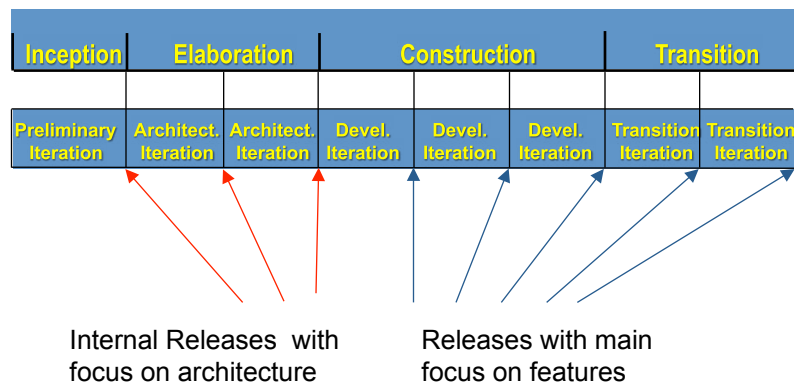 Inception Elaboration Construction Transition
Preliminary Architect. Architect. Devel. Devel. Devel. Transition Transition
Iteration Iteration Iteration Iteration Iteration Iteration Iteration Iteration
Internal Releases with
focus on architecture
Releases with main
focus on features